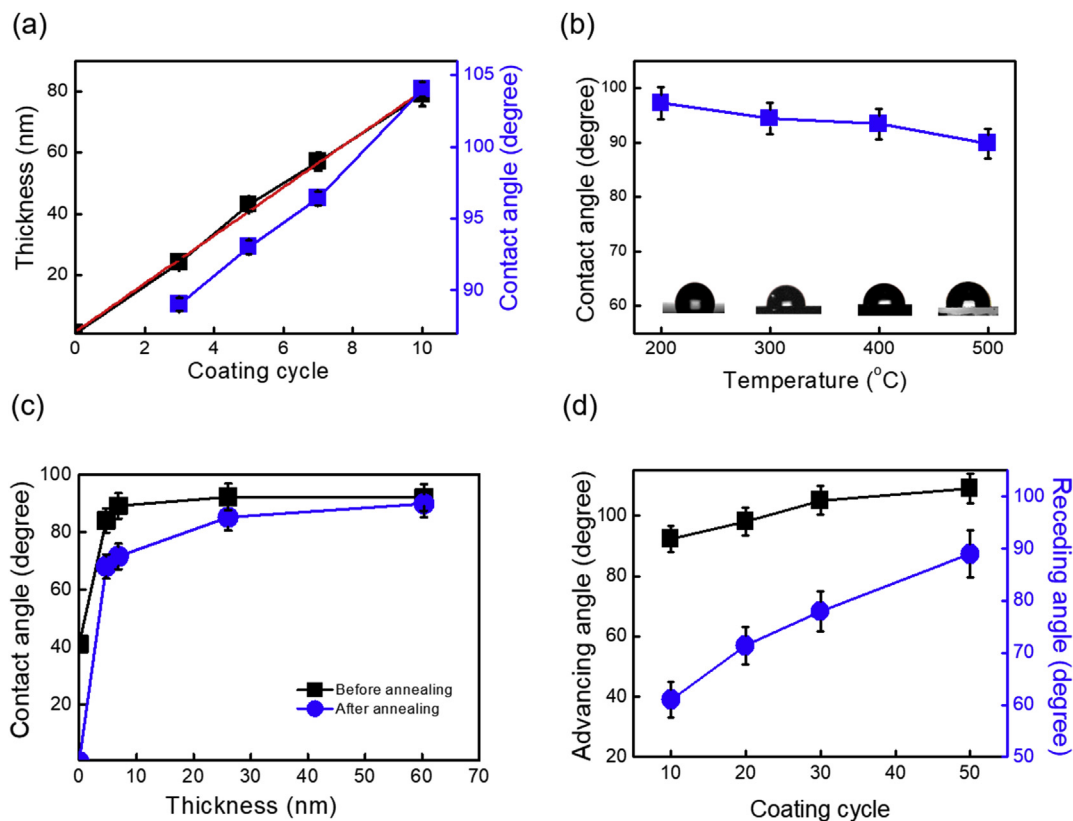 (a)
80
60
40
20
Thickness (nm)
105
100
95
90
Contact angle (degree)
0 2 4 6 8 10
Coating cycle
(b)
100
90
80
70
60
Contact angle (degree)
200 300 400 500
Temperature (°C)
(c)
100
80
60
40
20
Contact angle (degree)
Before annealing
After annealing
0 10 20 30 40 50 60 70
Thickness (nm)
(d)
100
80
60
40
20
Advancing angle (degree)
100
90
80
70
60
50
Receding angle (degree)
10 20 30 40 50
Coating cycle